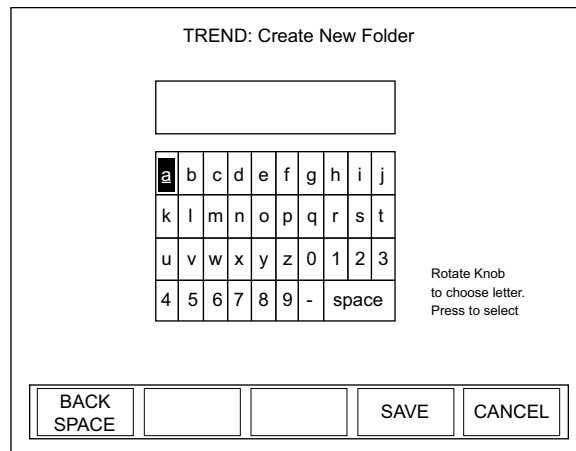 TREND: Create New Folder
a b c d e f g h i j
k l m n o p q r s t
u v w x y z 0 1 2 3
4 5 6 7 8 9 - space
Rotate Knob
to choose letter.
Press to select
BACK
SPACE
SAVE
CANCEL